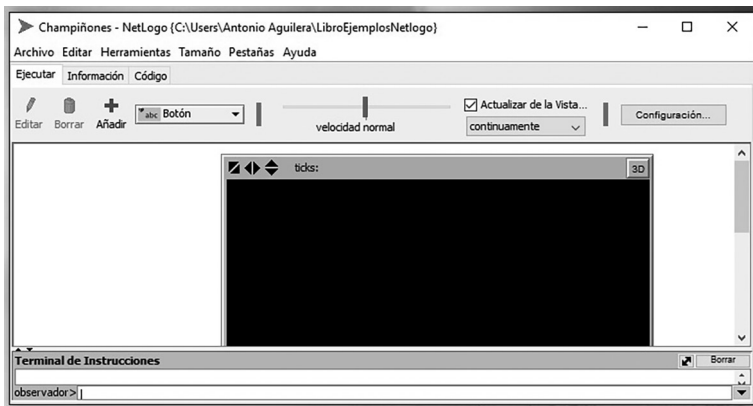 Champiñones - NetLogo {C:\Users\Antonio Aguilera\LibroEjemplosNetlogo}
Archivo Editar Herramientas Tamaño Pestañas Ayuda
Ejecutar Información Código
Editar Borrar Añadir abc Botón velocidad normal Actualizar de la Vista... continuamente Configuración...
ticks: 3D
Terminal de Instrucciones Borrar
observador>